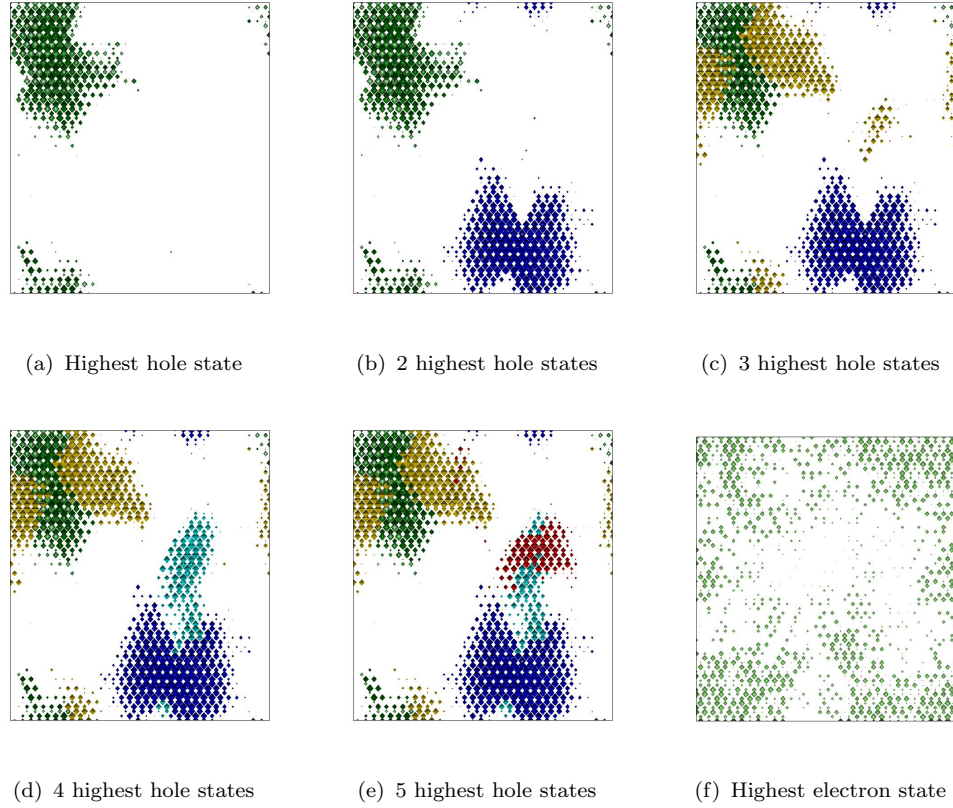 (a) Highest hole state
(b) 2 highest hole states
(c) 3 highest hole states
(d) 4 highest hole states
(e) 5 highest hole states
(f) Highest electron state